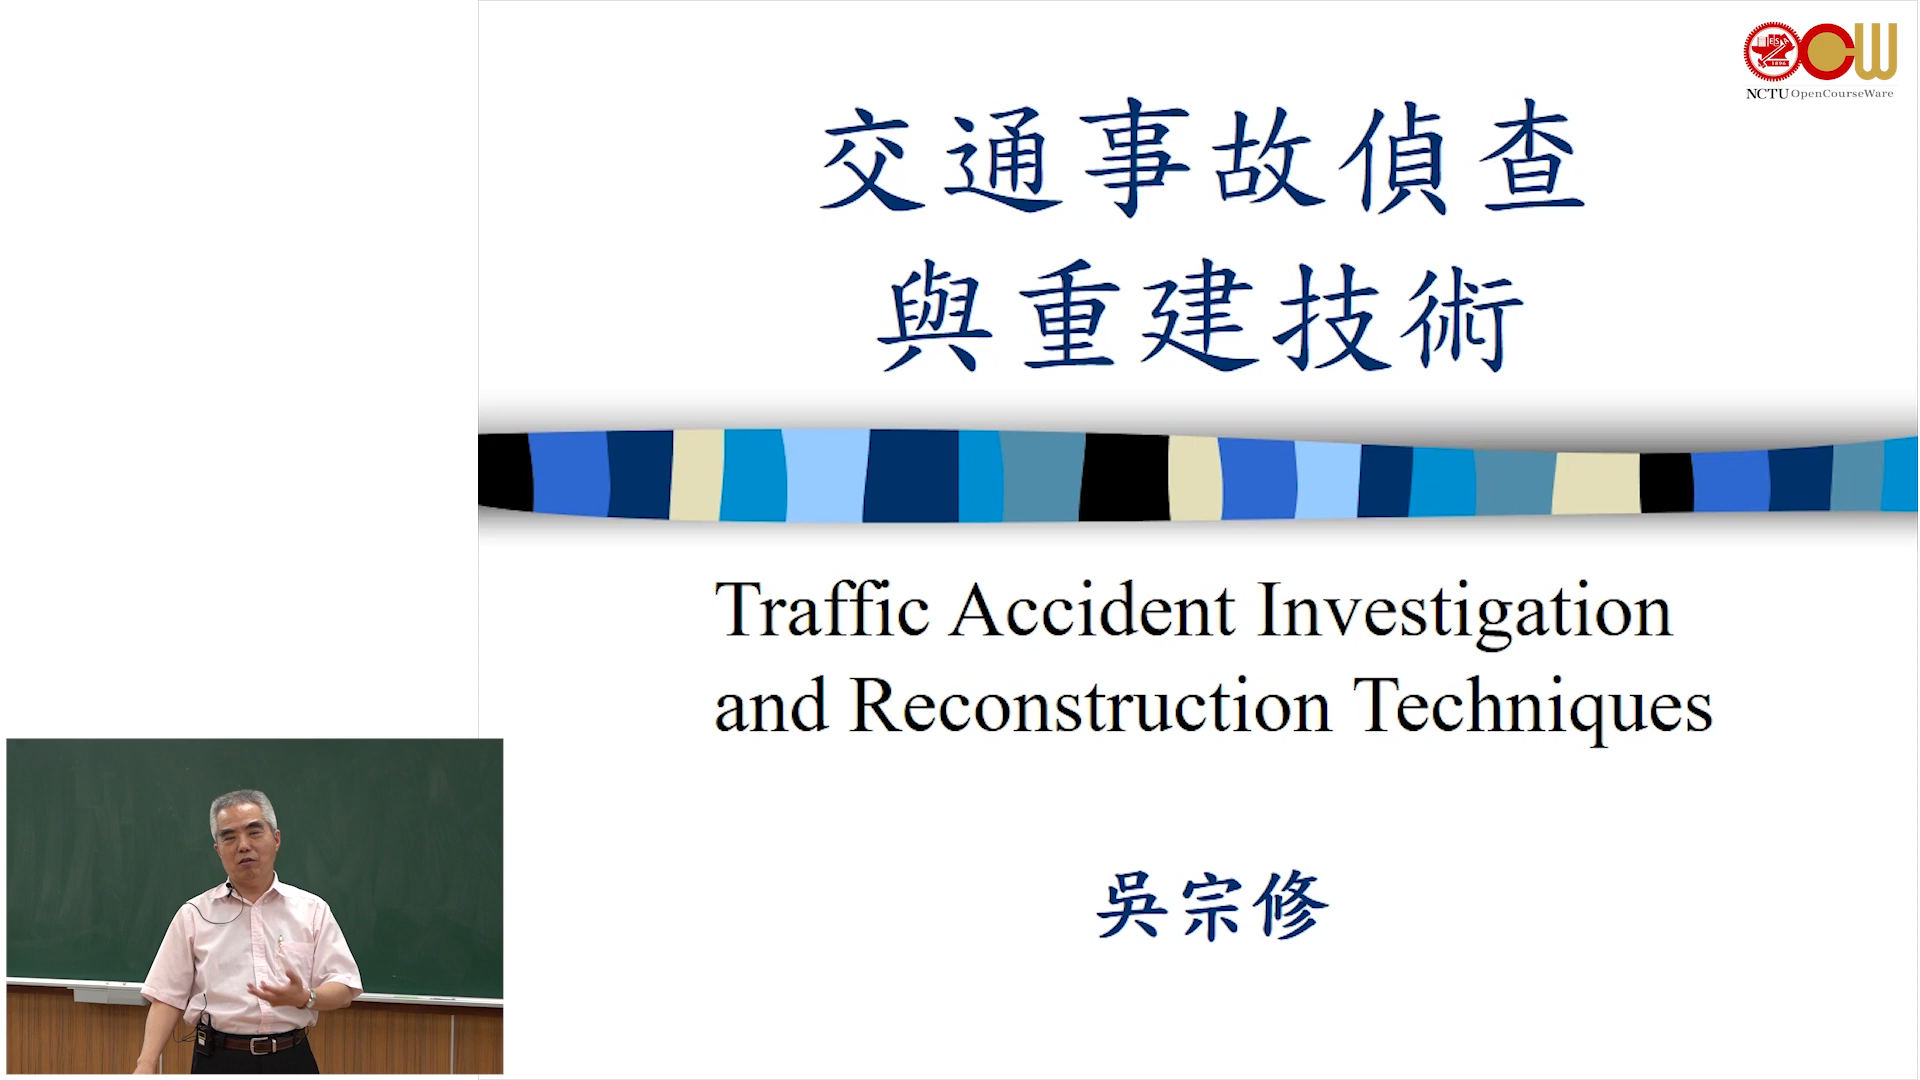 NCTU OpenCourseWare
交通事故偵查
與重建技術
Traffic Accident Investigation
and Reconstruction Techniques
吳宗修